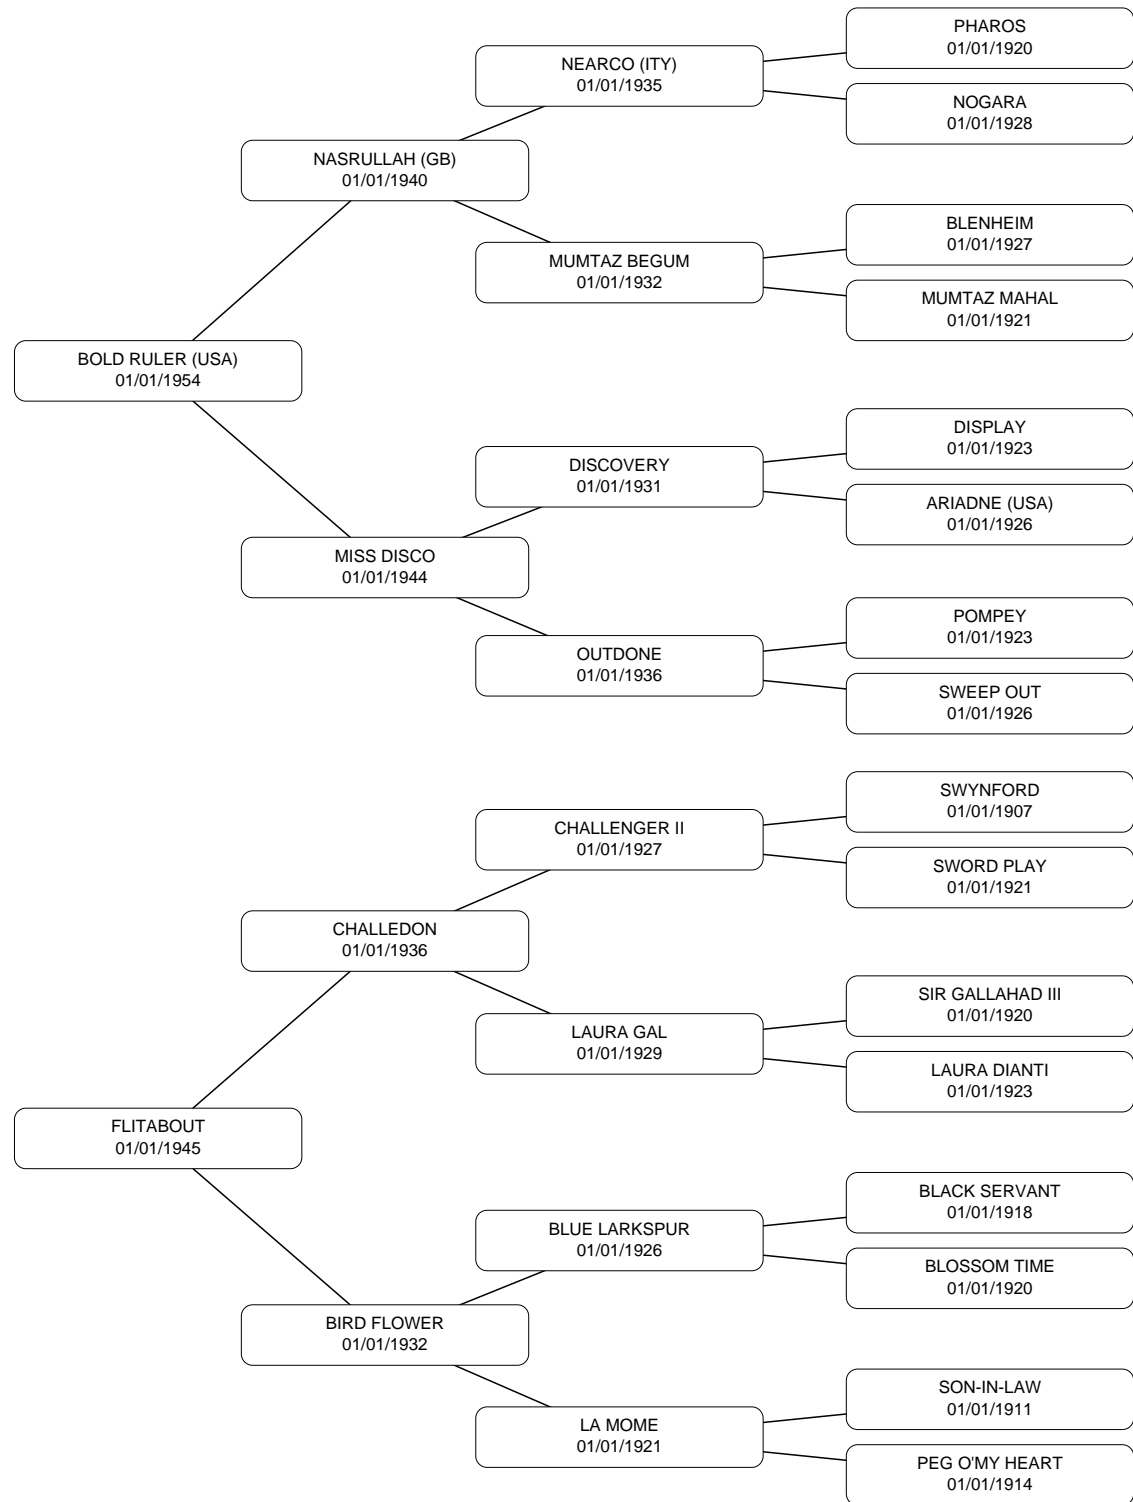 PHAROS
01/01/1920
NEARCO (ITY)
01/01/1935
NOGARA
01/01/1928
NASRULLAH (GB)
01/01/1940
BLENHEIM
01/01/1927
MUMTAZ BEGUM
01/01/1932
MUMTAZ MAHAL
01/01/1921
BOLD RULER (USA)
01/01/1954
DISPLAY
01/01/1923
DISCOVERY
01/01/1931
ARIADNE (USA)
01/01/1926
MISS DISCO
01/01/1944
POMPEY
01/01/1923
OUTDONE
01/01/1936
SWEEP OUT
01/01/1926
SWYNFORD
01/01/1907
CHALLENGER II
01/01/1927
SWORD PLAY
01/01/1921
CHALLEDON
01/01/1936
SIR GALLAHAD III
01/01/1920
LAURA GAL
01/01/1929
LAURA DIANTI
01/01/1923
FLITABOUT
01/01/1945
BLACK SERVANT
01/01/1918
BLUE LARKSPUR
01/01/1926
BLOSSOM TIME
01/01/1920
BIRD FLOWER
01/01/1932
SON-IN-LAW
01/01/1911
LA MOME
01/01/1921
PEG O'MY HEART
01/01/1914